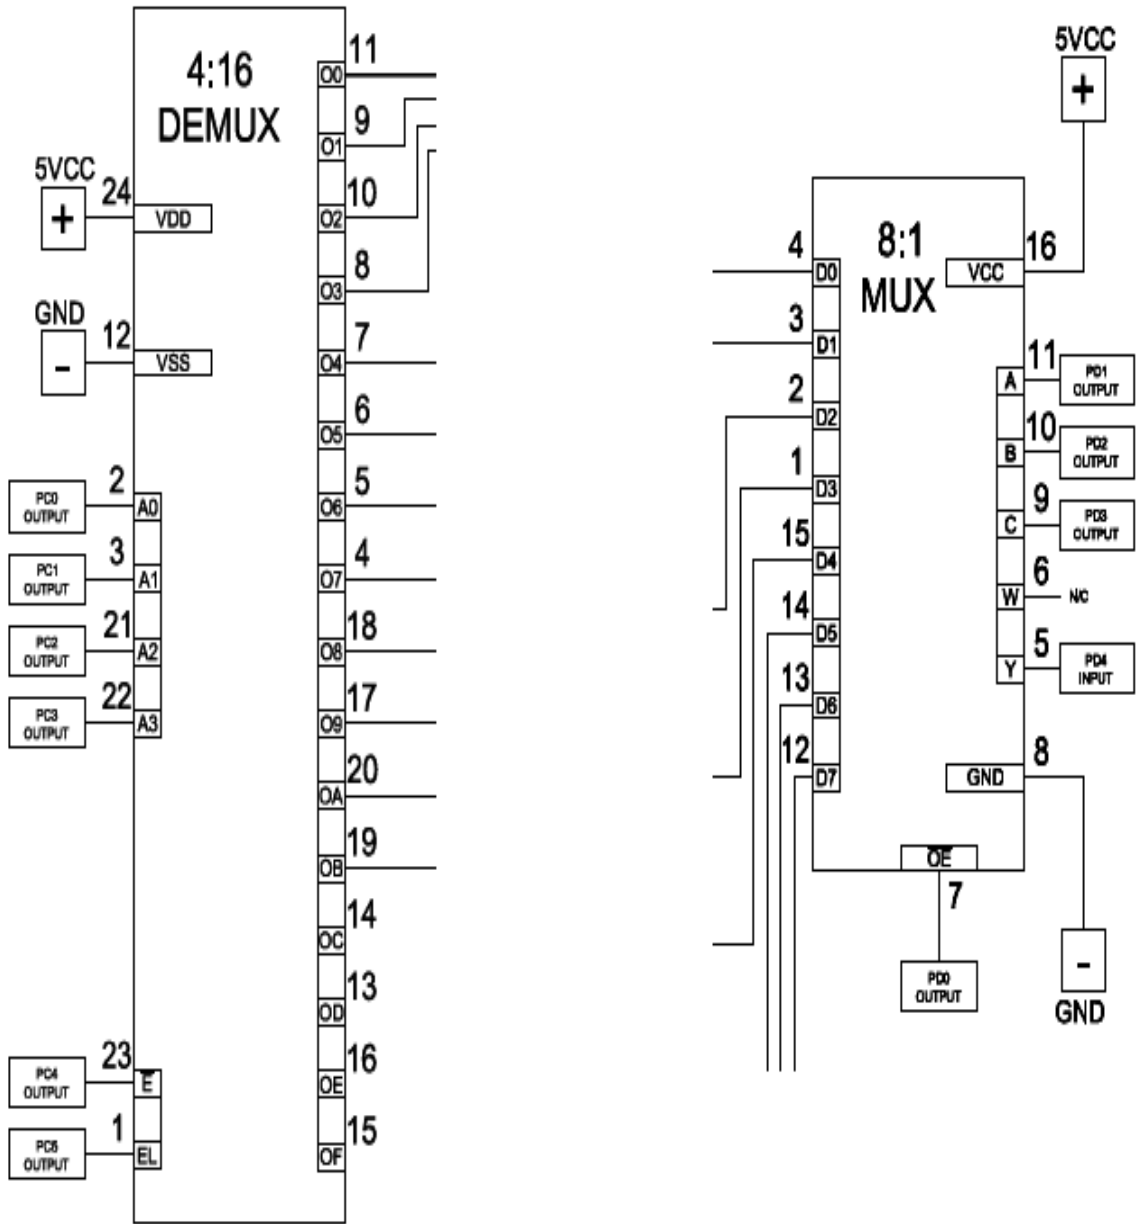 4:16
DEMUX
5VCC
+
24
VDD
GND
-
12
VSS
PC0
OUTPUT
2
A0
PC1
OUTPUT
3
A1
PC2
OUTPUT
21
A2
PC3
OUTPUT
22
A3
PC4
OUTPUT
23
E
PC5
OUTPUT
1
EL
11
O0
9
O1
10
O2
8
O3
7
O4
6
O5
5
O6
4
O7
18
O8
17
O9
20
OA
19
OB
14
OC
13
OD
16
OE
15
OF
8:1
MUX
4
D0
3
D1
2
D2
1
D3
15
D4
14
D5
13
D6
12
D7
5VCC
+
16
VCC
11
A
PD1
OUTPUT
10
B
PD2
OUTPUT
9
C
PD3
OUTPUT
6
W
N/C
5
Y
PD4
INPUT
8
GND
-
GND
OE
7
PD0
OUTPUT